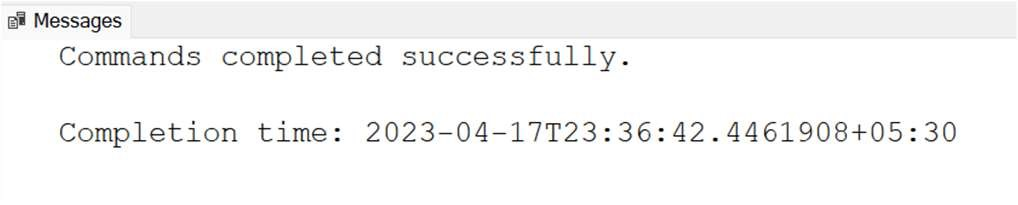 Messages
Commands completed successfully.
Completion time: 2023-04-17T23:36:42.4461908+05:30